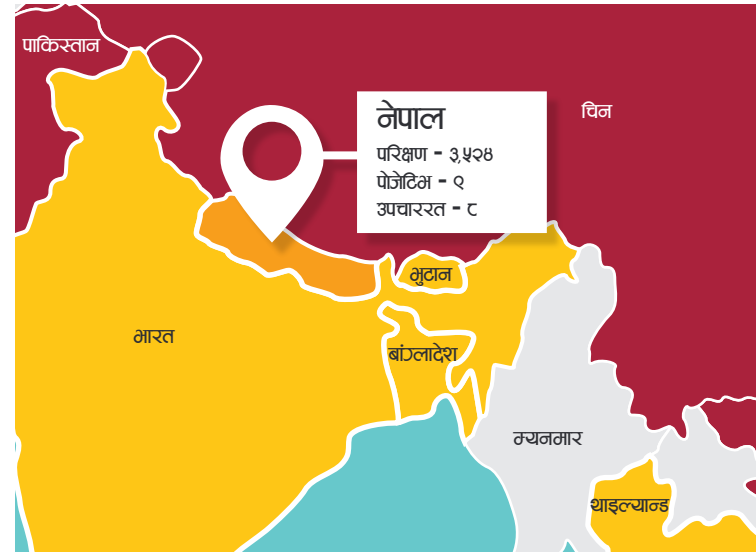 पाकिस्तान
नेपाल
परिक्षण - ३,५२४
पोजेटिभ - ९
उपचाररत - ८
चिन
भुटान
भारत
बांग्लादेश
म्यनमार
थाइल्यान्ड